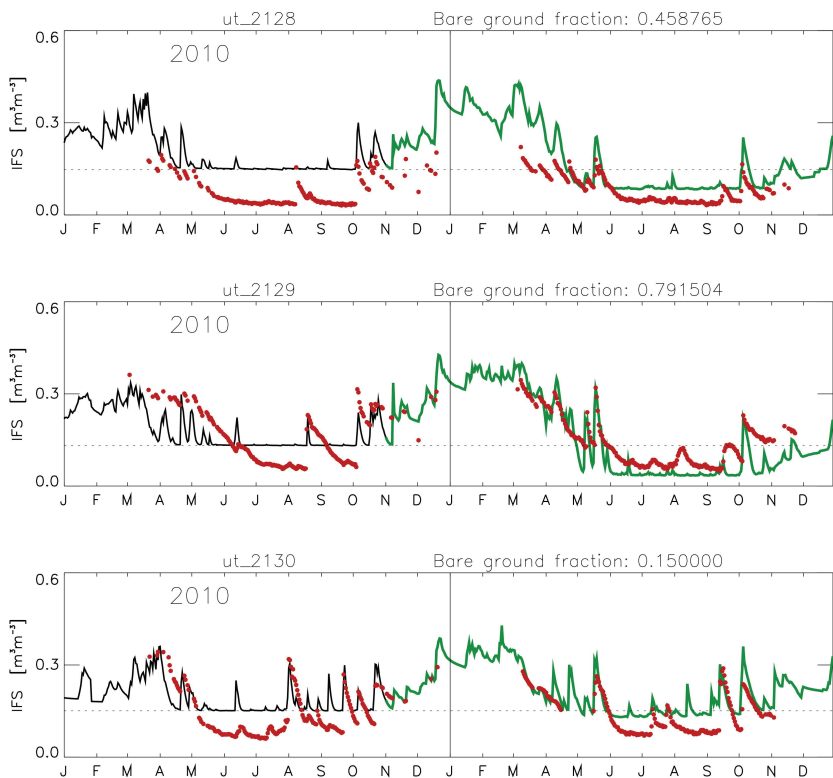 ut_2128 Bare ground fraction: 0.458765
0.6
2010
IFS [m³m⁻³]
0.3
0.0
J F M A M J J A S O N D J F M A M J J A S O N D
ut_2129 Bare ground fraction: 0.791504
0.6
2010
IFS [m³m⁻³]
0.3
0.0
J F M A M J J A S O N D J F M A M J J A S O N D
ut_2130 Bare ground fraction: 0.150000
0.6
2010
IFS [m³m⁻³]
0.3
0.0
J F M A M J J A S O N D J F M A M J J A S O N D